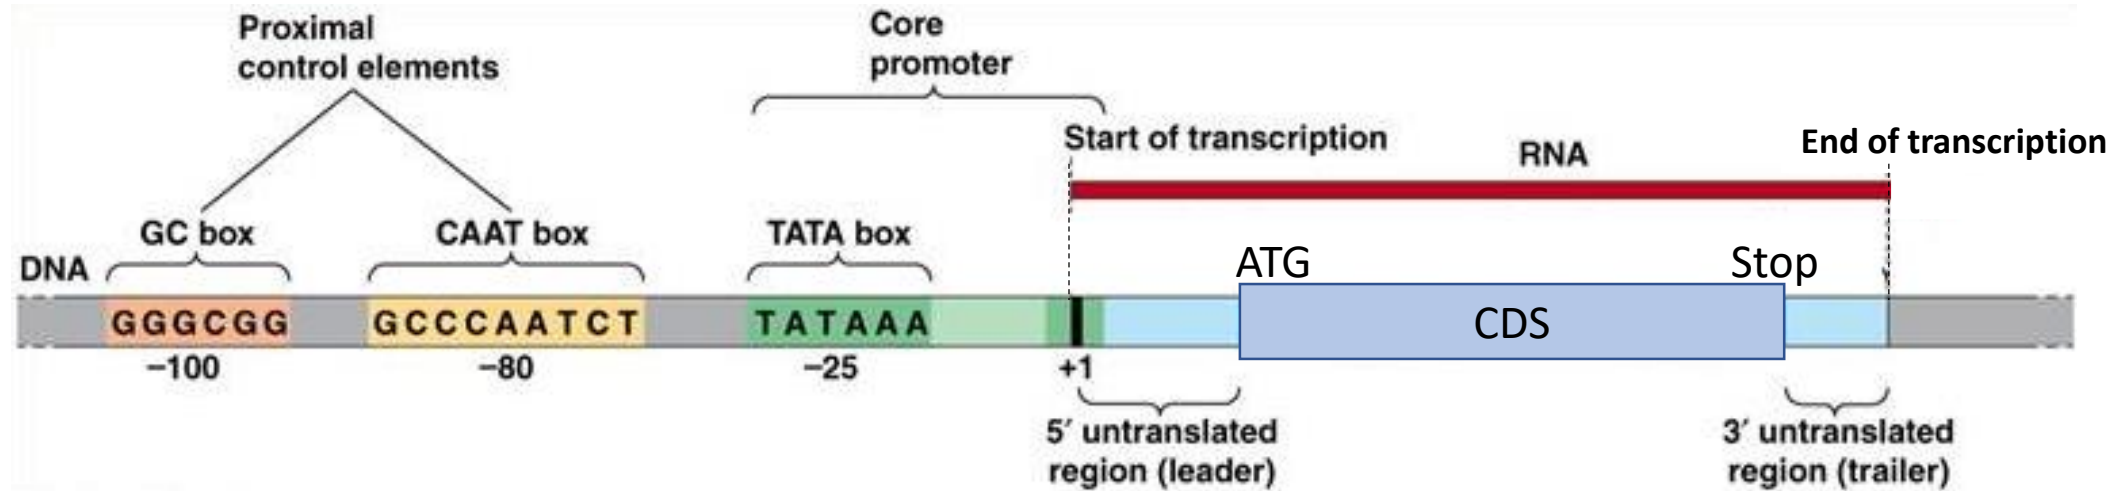 Proximal
control elements
Core
promoter
Start of transcription
RNA
End of transcription
GC box
CAAT box
TATA box
DNA
ATG
Stop
GGGCGG
GCCCAATCT
TATAAA
CDS
–100
–80
–25
+1
5′ untranslated
region (leader)
3′ untranslated
region (trailer)